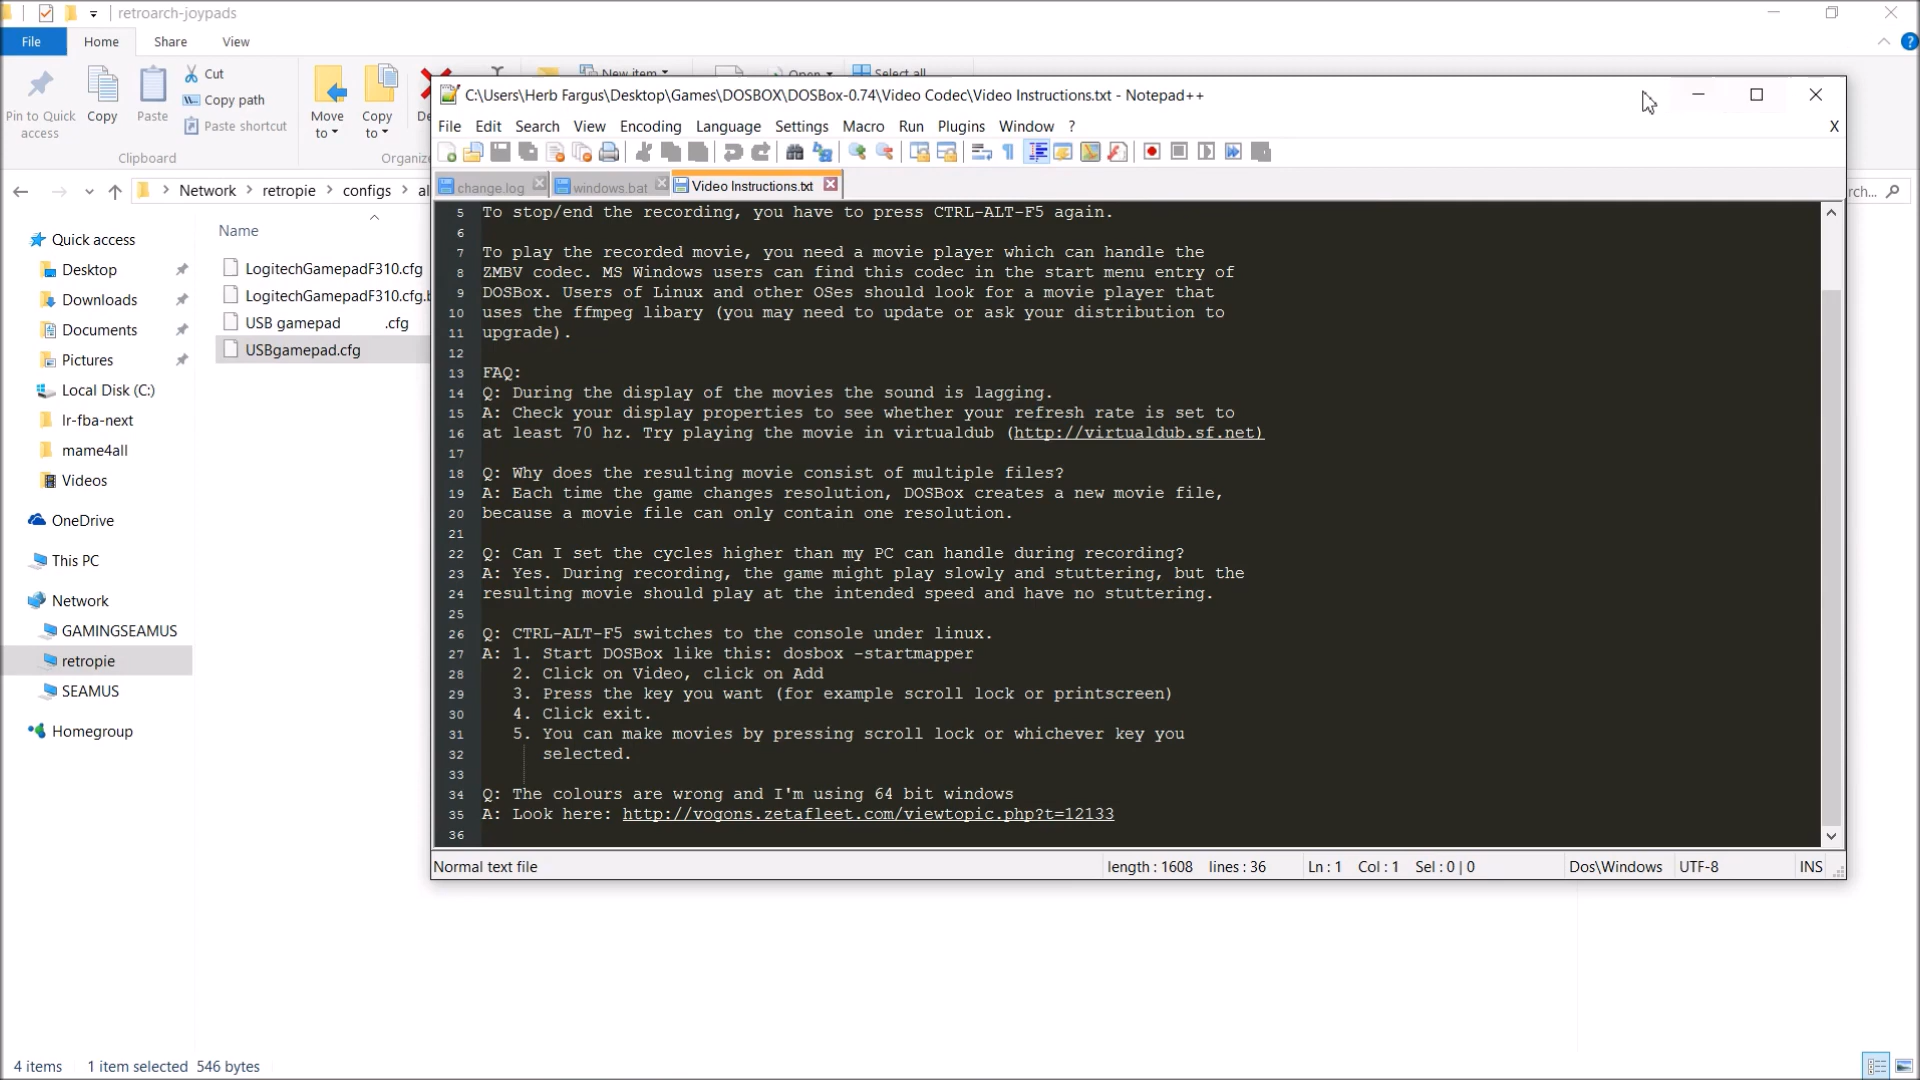 retroarch-joypads
File Home Share View
Pin to Quick access
Copy
Paste
Cut
Copy path
Paste shortcut
Move to
Copy to
New item
Open
Select all
Clipboard
Organiz
Network retropie configs al
Quick access
Desktop
Downloads
Documents
Pictures
Local Disk (C:)
lr-fba-next
mame4all
Videos
OneDrive
This PC
Network
GAMINGSEAMUS
retropie
SEAMUS
Homegroup
Name
LogitechGamepadF310.cfg
LogitechGamepadF310.cfg.b
USB gamepad .cfg
USBgamepad.cfg
C:\Users\Herb Fargus\Desktop\Games\DOSBOX\DOSBox-0.74\Video Codec\Video Instructions.txt - Notepad++
File Edit Search View Encoding Language Settings Macro Run Plugins Window ? X
change.log windows.bat Video Instructions.txt
5 To stop/end the recording, you have to press CTRL-ALT-F5 again.
6
7 To play the recorded movie, you need a movie player which can handle the
8 ZMBV codec. MS Windows users can find this codec in the start menu entry of
9 DOSBox. Users of Linux and other OSes should look for a movie player that
10 uses the ffmpeg libary (you may need to update or ask your distribution to
11 upgrade).
12
13 FAQ:
14 Q: During the display of the movies the sound is lagging.
15 A: Check your display properties to see whether your refresh rate is set to
16 at least 70 hz. Try playing the movie in virtualdub (http://virtualdub.sf.net)
17
18 Q: Why does the resulting movie consist of multiple files?
19 A: Each time the game changes resolution, DOSBox creates a new movie file,
20 because a movie file can only contain one resolution.
21
22 Q: Can I set the cycles higher than my PC can handle during recording?
23 A: Yes. During recording, the game might play slowly and stuttering, but the
24 resulting movie should play at the intended speed and have no stuttering.
25
26 Q: CTRL-ALT-F5 switches to the console under linux.
27 A: 1. Start DOSBox like this: dosbox -startmapper
28 2. Click on Video, click on Add
29 3. Press the key you want (for example scroll lock or printscreen)
30 4. Click exit.
31 5. You can make movies by pressing scroll lock or whichever key you
32 selected.
33
34 Q: The colours are wrong and I'm using 64 bit windows
35 A: Look here: http://vogons.zetafleet.com/viewtopic.php?t=12133
36
Normal text file length : 1608 lines : 36 Ln : 1 Col : 1 Sel : 0 | 0 Dos\Windows UTF-8 INS
rch...
4 items 1 item selected 546 bytes